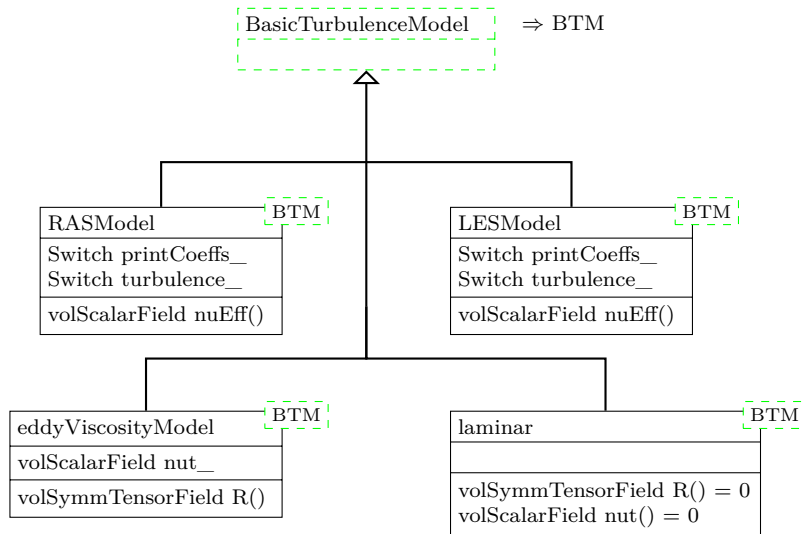 BasicTurbulenceModel ⇒ BTM
RASModel BTM
Switch printCoeffs_
Switch turbulence_
volScalarField nuEff()
LESModel BTM
Switch printCoeffs_
Switch turbulence_
volScalarField nuEff()
eddyViscosityModel BTM
volScalarField nut_
volSymmTensorField R()
laminar BTM
volSymmTensorField R() = 0
volScalarField nut() = 0